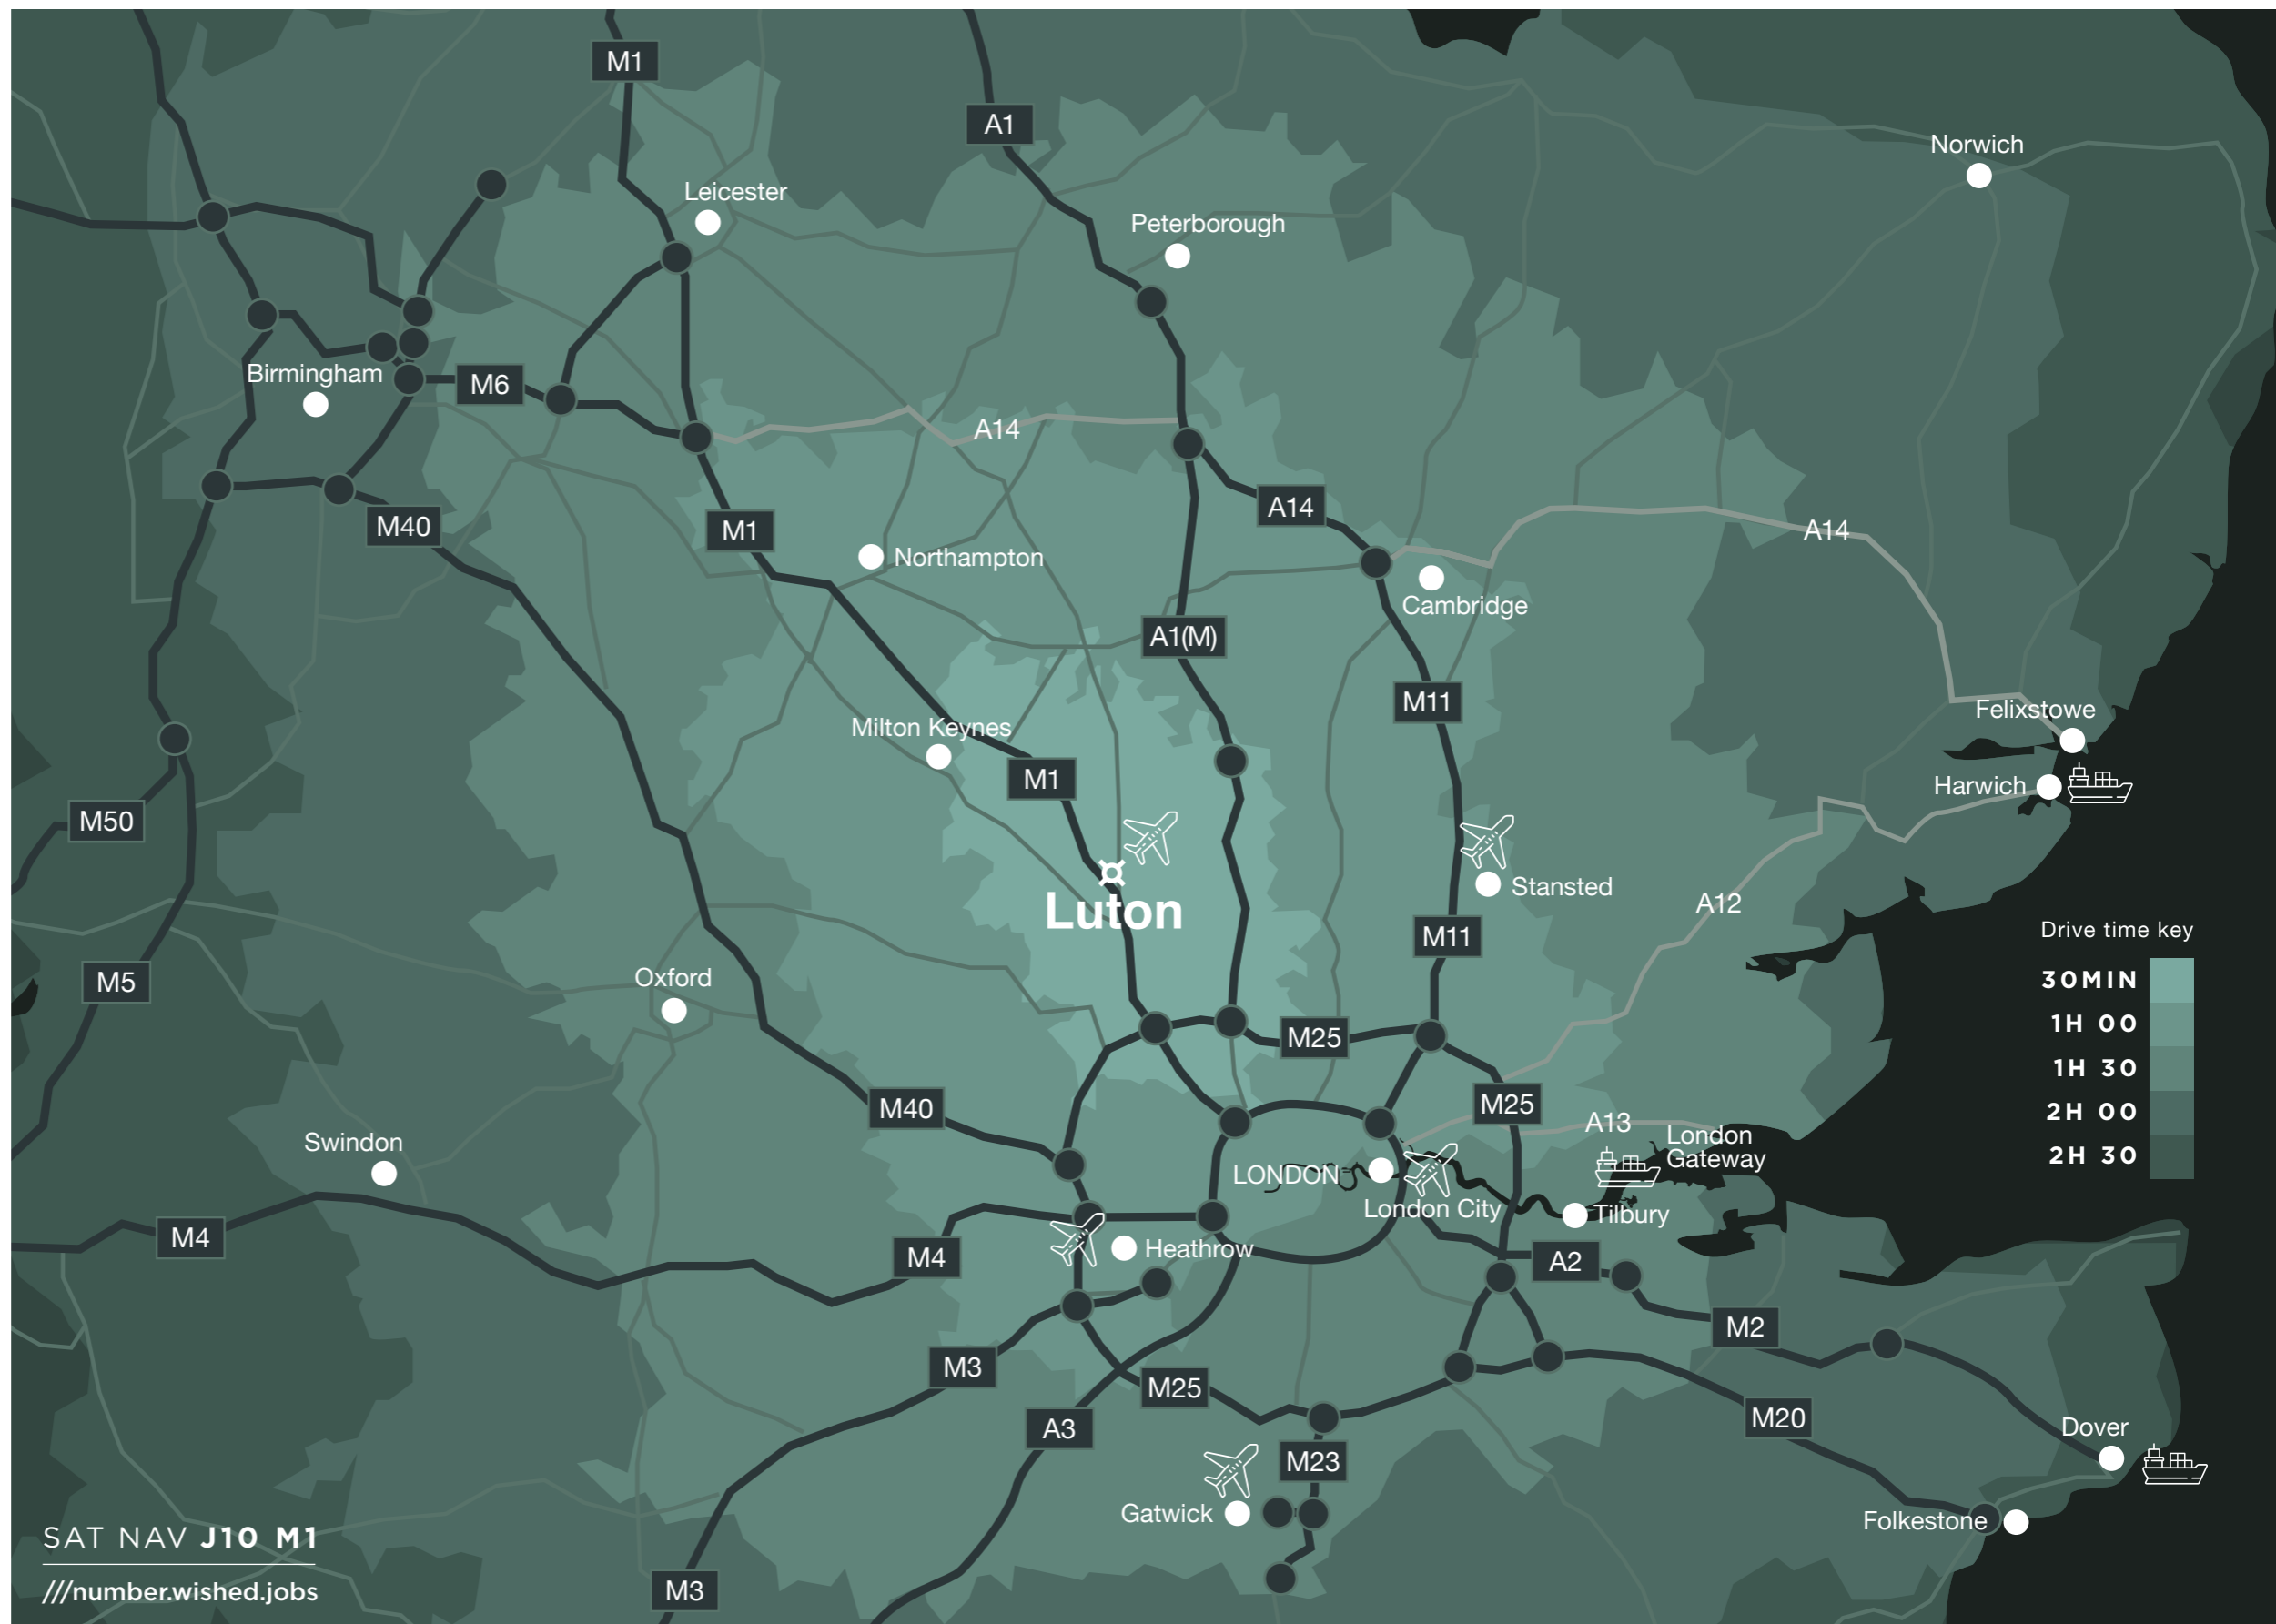 M1
A1
Norwich
Leicester
Peterborough
Birmingham
M6
A14
A14
M40
M1
A14
Northampton
Cambridge
A1(M)
M11
Felixstowe
Milton Keynes
M1
Harwich
M50
Stansted
Luton
A12
M11
Drive time key
30MIN
1H 00
1H 30
2H 00
2H 30
M5
Oxford
M25
M40
M25
A13
London
Gateway
Swindon
LONDON
London City
Tilbury
M4
M4
Heathrow
A2
M2
M3
M25
M20
A3
Dover
M23
Gatwick
Folkestone
SAT NAV J10 M1
///number.wished.jobs
M3